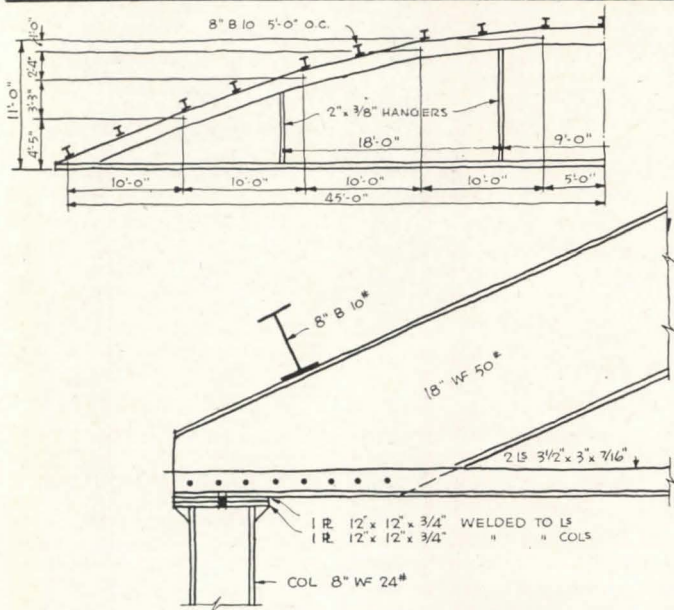 8" B 10 5'-0" O.C.
1'-0"
2'-4"
3'-3"
4'-5"
11'-0"
2" x 3/8" HANGERS
18'-0"
9'-0"
10'-0"
10'-0"
10'-0"
10'-0"
5'-0"
45'-0"
8" B 10#
18" WF 50#
2 LS 3 1/2" x 3" x 7/16"
1 PL 12" x 12" x 3/4" WELDED TO LS
1 PL 12" x 12" x 3/4" " " COLS
COL 8" WF 24#